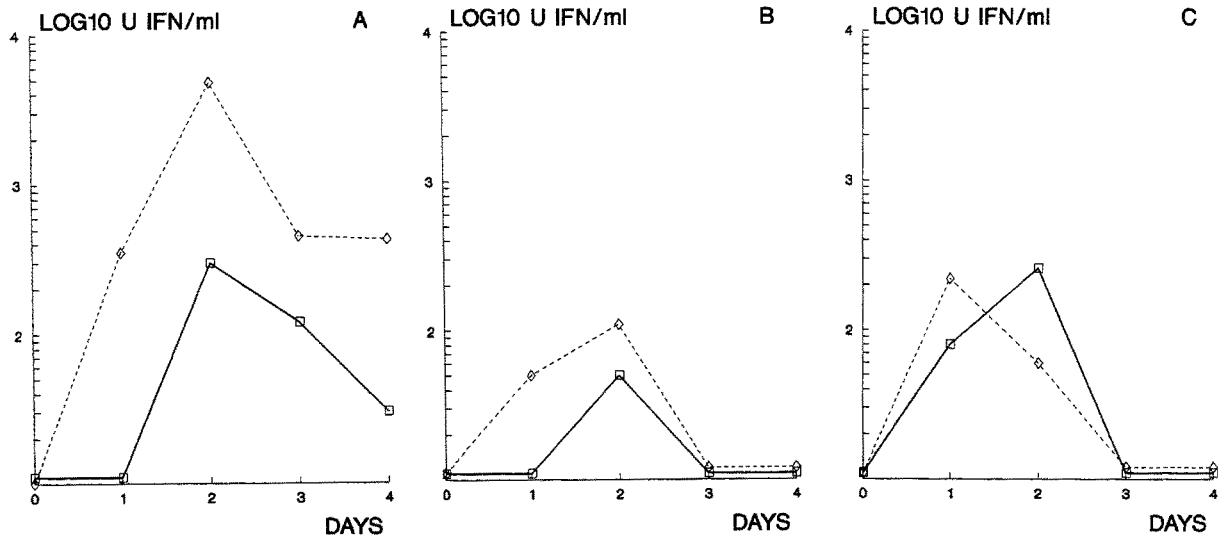 LOG10 U IFN/ml A
4
3
2
0 1 2 3 4
DAYS
LOG10 U IFN/ml B
4
3
2
0 1 2 3 4
DAYS
LOG10 U IFN/ml C
4
3
2
0 1 2 3 4
DAYS